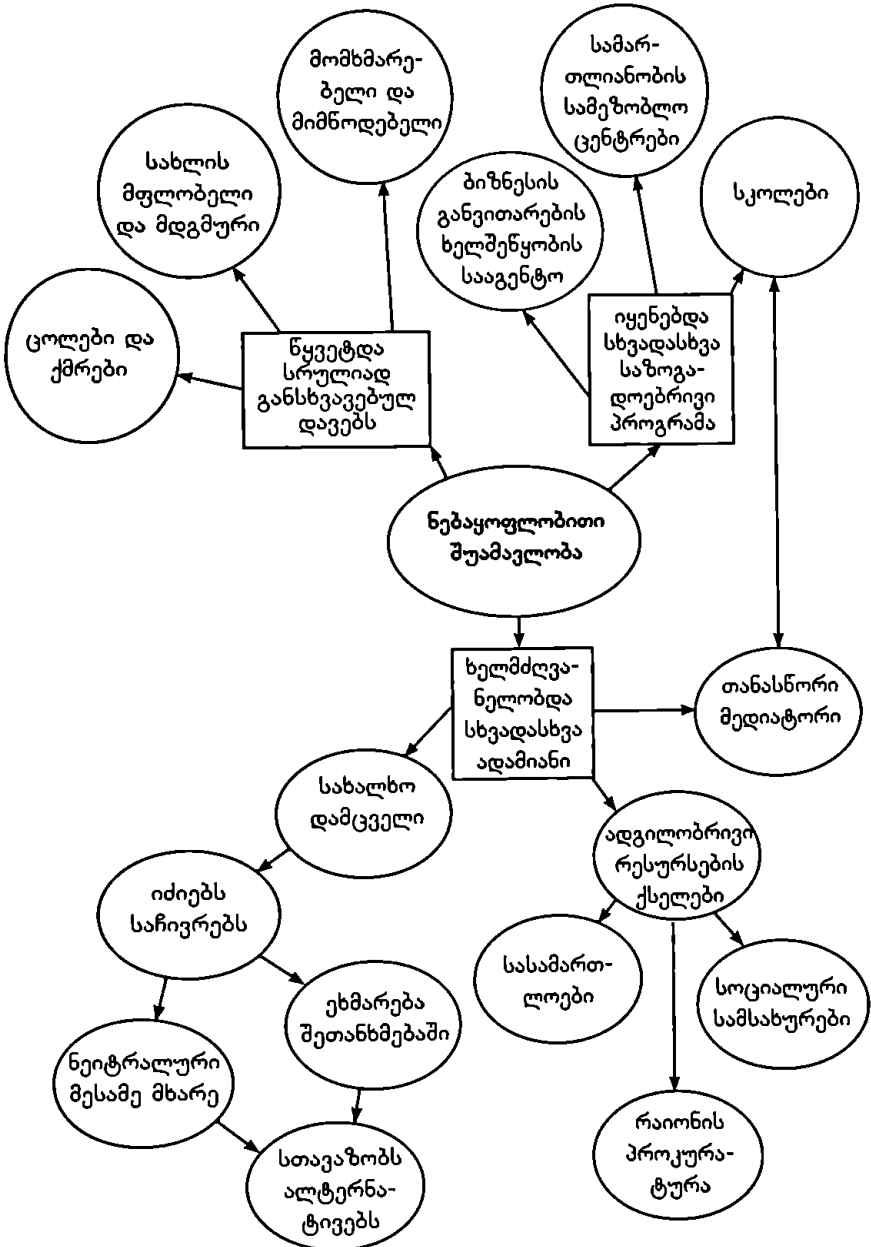 მომხმარე-
ბელი და
მიმწოდებელი
სამარ-
თლიანობის
სამეზობლო
ცენტრები
სახლის
მფლობელი
და მდგმური
ბიზნესის
განვითარების
ხელშეწყობის
სააგენტო
სკოლები
ცოლები და
ქმრები
წყვეტდა
სრულიად
განსხვავებულ
დავებს
იყენებდა
სხვადასხვა
საზოგა-
დოებრივი
პროგრამა
ნებაყოფლობითი
შუამავლობა
ხელმძღვა-
ნელობდა
სხვადასხვა
ადამიანი
თანასწორი
მედიატორი
სახალხო
დამცველი
ადგილობრივი
რესურსების
ქსელები
იძიებს
საჩივრებს
სასამართ-
ლოები
სოციალური
სამსახურები
ეხმარება
შეთანხმებაში
ნეიტრალური
მესამე მხარე
რაიონის
პროკურა-
ტურა
სთავაზობს
ალტერნა-
ტივებს